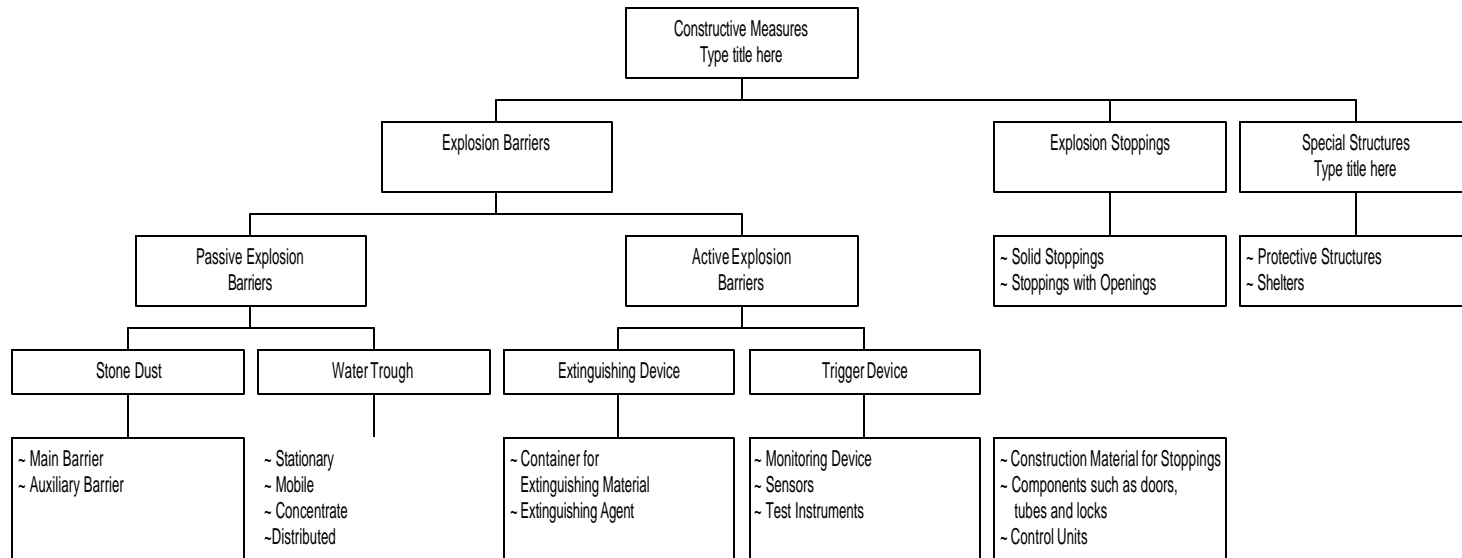 Constructive Measures
Type title here
Explosion Barriers
Explosion Stoppings
Special Structures
Type title here
Passive Explosion
Barriers
Active Explosion
Barriers
~ Solid Stoppings
~ Stoppings with Openings
~ Protective Structures
~ Shelters
Stone Dust
Water Trough
Extinguishing Device
Trigger Device
~ Main Barrier
~ Auxiliary Barrier
~ Stationary
~ Mobile
~ Concentrate
~Distributed
~ Container for
Extinguishing Material
~ Extinguishing Agent
~ Monitoring Device
~ Sensors
~ Test Instruments
~ Construction Material for Stoppings
~ Components such as doors,
tubes and locks
~ Control Units